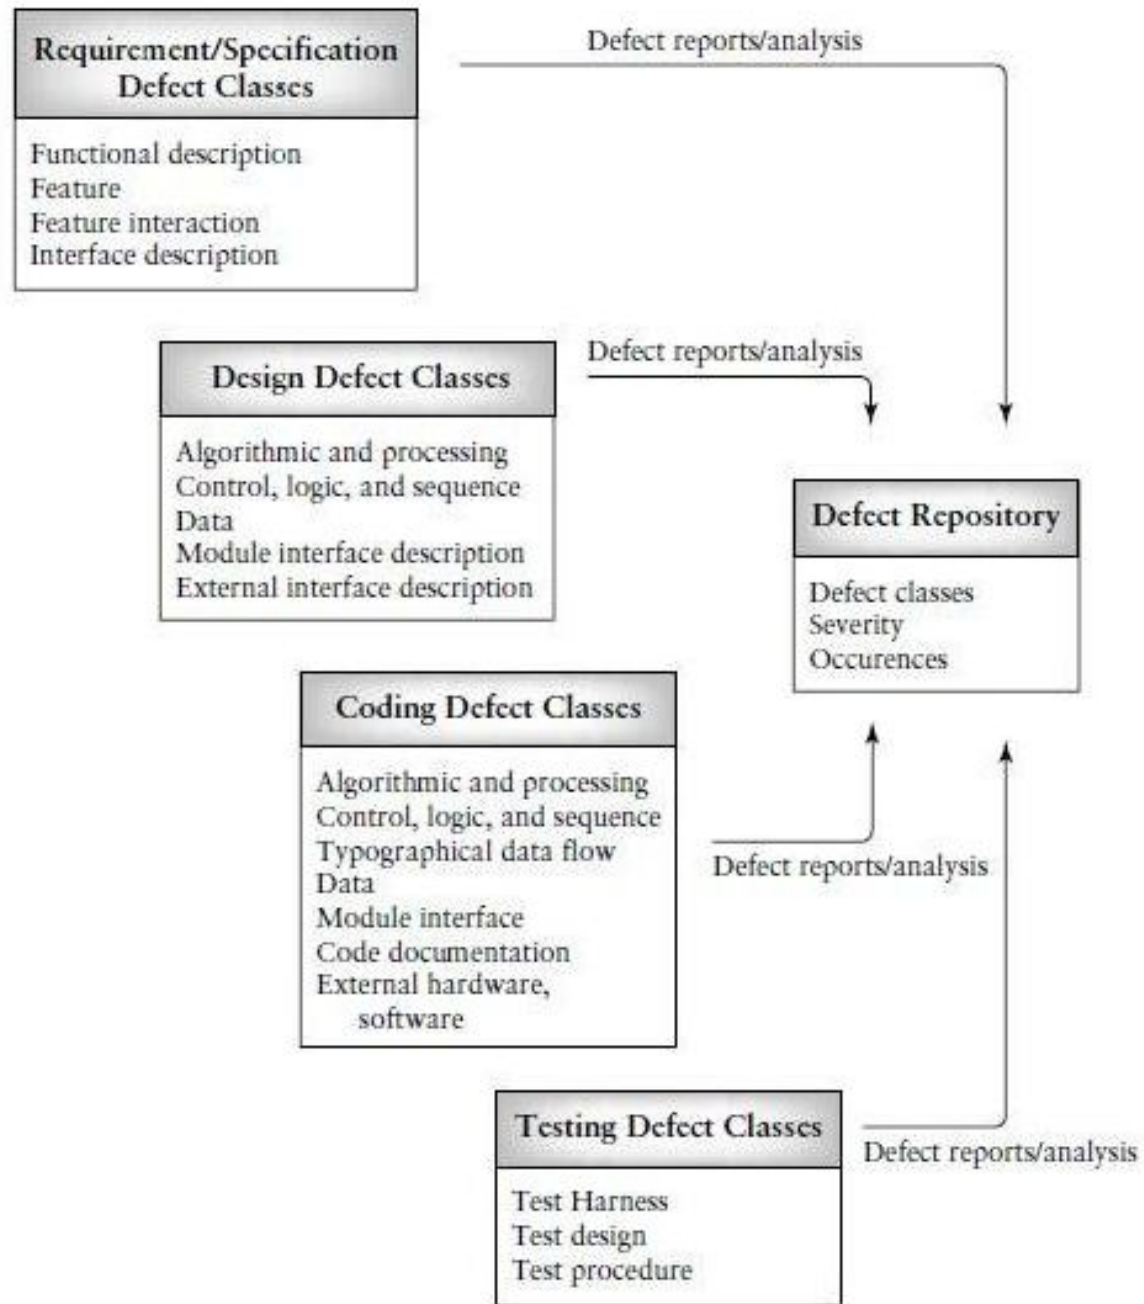 Requirement/Specification
Defect Classes
Functional description
Feature
Feature interaction
Interface description
Defect reports/analysis
Design Defect Classes
Algorithmic and processing
Control, logic, and sequence
Data
Module interface description
External interface description
Defect reports/analysis
Defect Repository
Defect classes
Severity
Occurences
Coding Defect Classes
Algorithmic and processing
Control, logic, and sequence
Typographical data flow
Data
Module interface
Code documentation
External hardware,
software
Defect reports/analysis
Testing Defect Classes
Test Harness
Test design
Test procedure
Defect reports/analysis